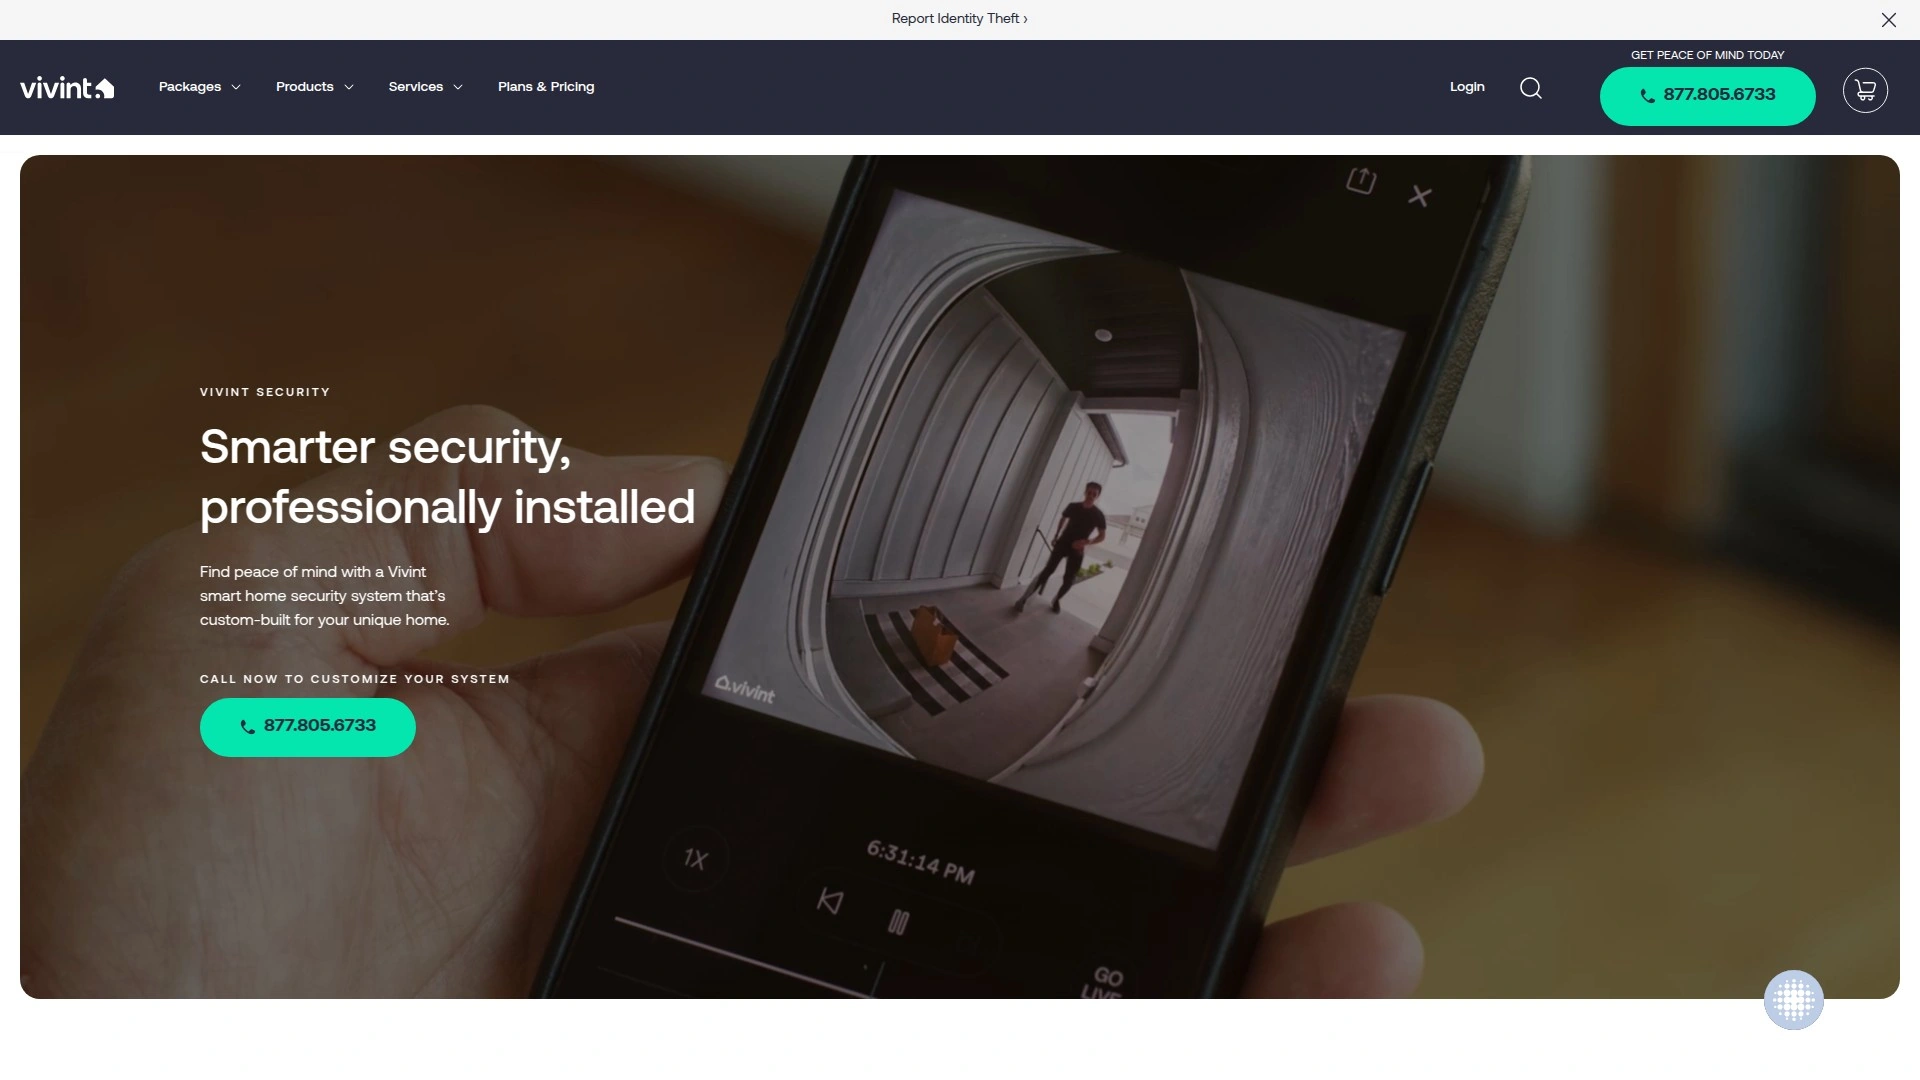 Report Identity Theft ›
vivint
Packages
Products
Services
Plans & Pricing
Login
GET PEACE OF MIND TODAY
877.805.6733
VIVINT SECURITY
Smarter security,
professionally installed
Find peace of mind with a Vivint
smart home security system that's
custom-built for your unique home.
CALL NOW TO CUSTOMIZE YOUR SYSTEM
877.805.6733
vivint
6:31:14 PM
1X
GO
LIVE